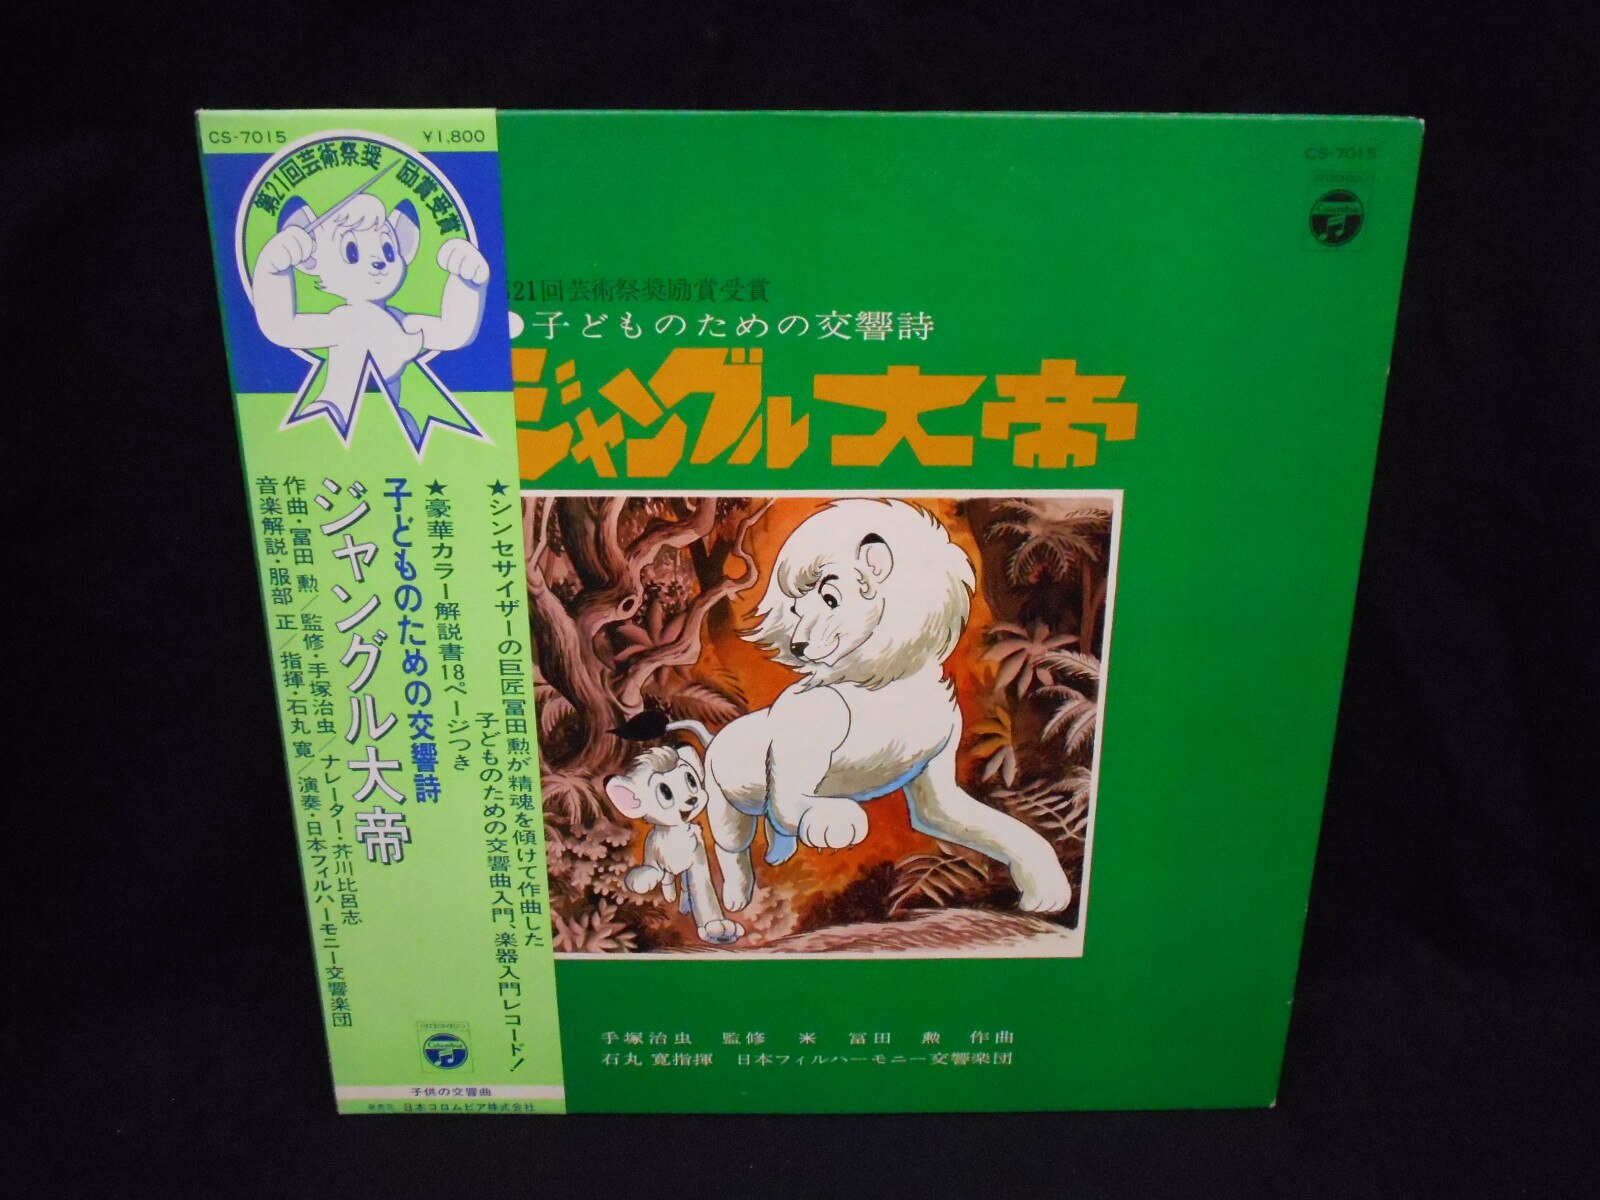 CS-7015
¥1,800
第21回芸術祭奨励賞受賞
★シンセサイザーの巨匠冨田勲が精魂を傾けて作曲した
子どものための交響曲入門、楽器入門レコード!
★豪華カラー解説書18ページつき
子どものための交響詩
ジャングル大帝
作曲・冨田 勲/監修・手塚治虫/ナレーター・芥川比呂志
音楽解説・服部 正/指揮・石丸 寛/演奏・日本フィルハーモニー交響楽団
Columbia
子供の交響曲
発売元 日本コロムビア株式会社
CS-7015
Columbia
21回芸術祭奨励賞受賞
●子どものための交響詩
ジャングル大帝
手塚治虫 監修 ※ 冨田 勲 作曲
石丸 寛指揮 日本フィルハーモニー交響楽団